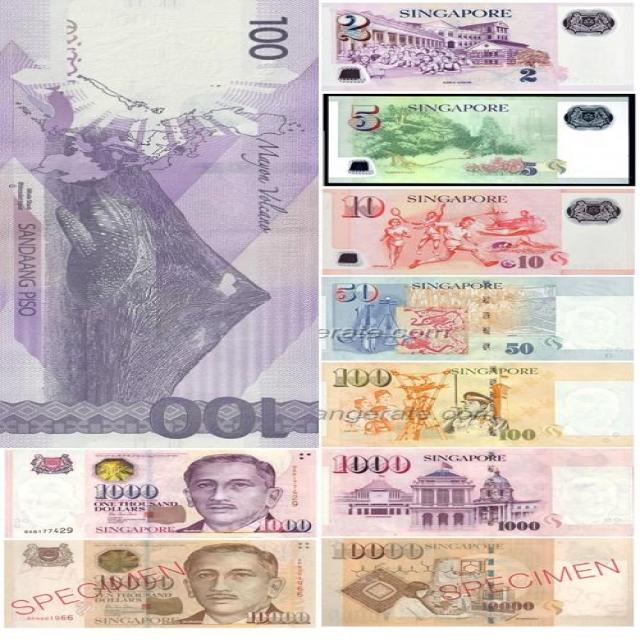 100
Mayon Volcano
SANDAANG PISO
100
SINGAPORE
2
2
SINGAPORE
5
5
SINGAPORE
10
10
SINGAPORE
50
50
SINGAPORE
100
100
1000
ONE THOUSAND
DOLLARS
SINGAPORE
1000
SINGAPORE
1000
1000
10000
TEN THOUSAND
DOLLARS
SINGAPORE
10000
SPECIMEN
SINGAPORE
10000
10000
SPECIMEN